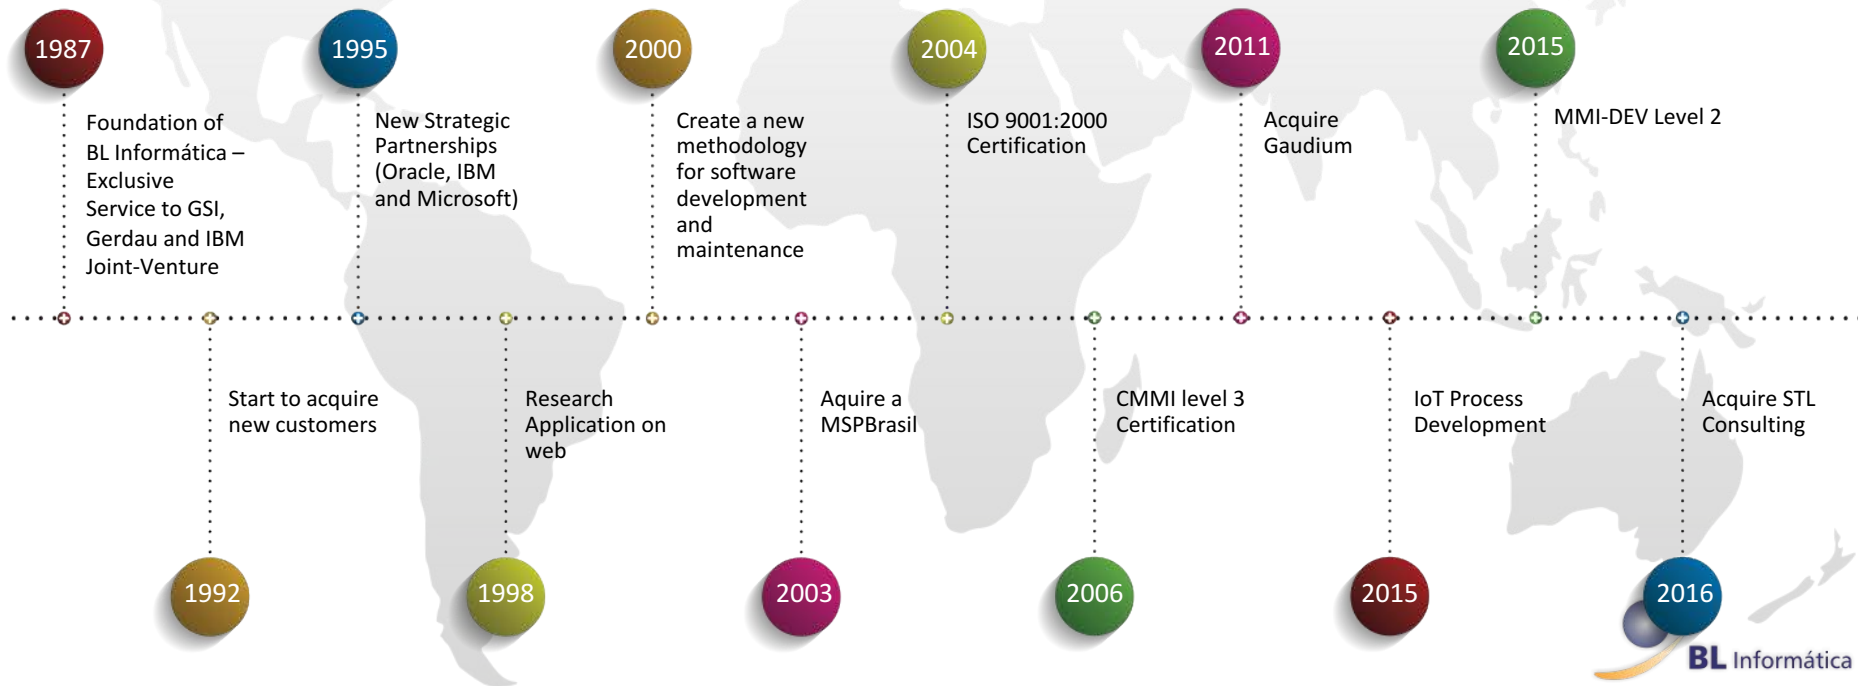 1987
Foundation of
BL Informática –
Exclusive
Service to GSI,
Gerdau and IBM
Joint-Venture
1992
Start to acquire
new customers
1995
New Strategic
Partnerships
(Oracle, IBM
and Microsoft)
1998
Research
Application on
web
2000
Create a new
methodology
for software
development
and
maintenance
2003
Aquire a
MSPBrasil
2004
ISO 9001:2000
Certification
2006
CMMI level 3
Certification
2011
Acquire
Gaudium
2015
IoT Process
Development
2015
MMI-DEV Level 2
2016
Acquire STL
Consulting
BL Informática